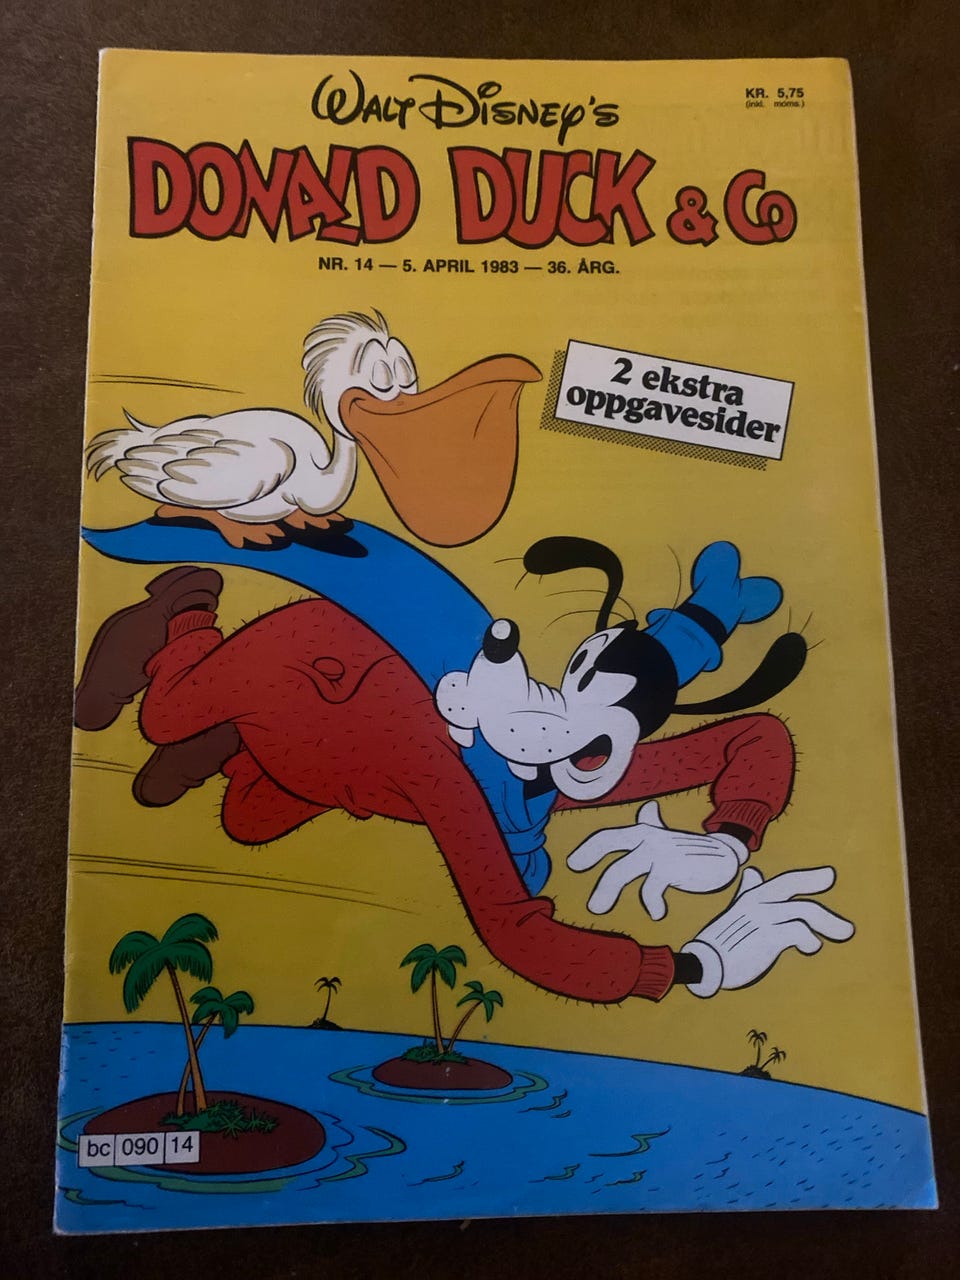 Walt Disney's
KR. 5,75
(inkl. moms.)
DONALD DUCK & Co
NR. 14 — 5. APRIL 1983 — 36. ÅRG.
2 ekstra
oppgavesider
bc 090 14